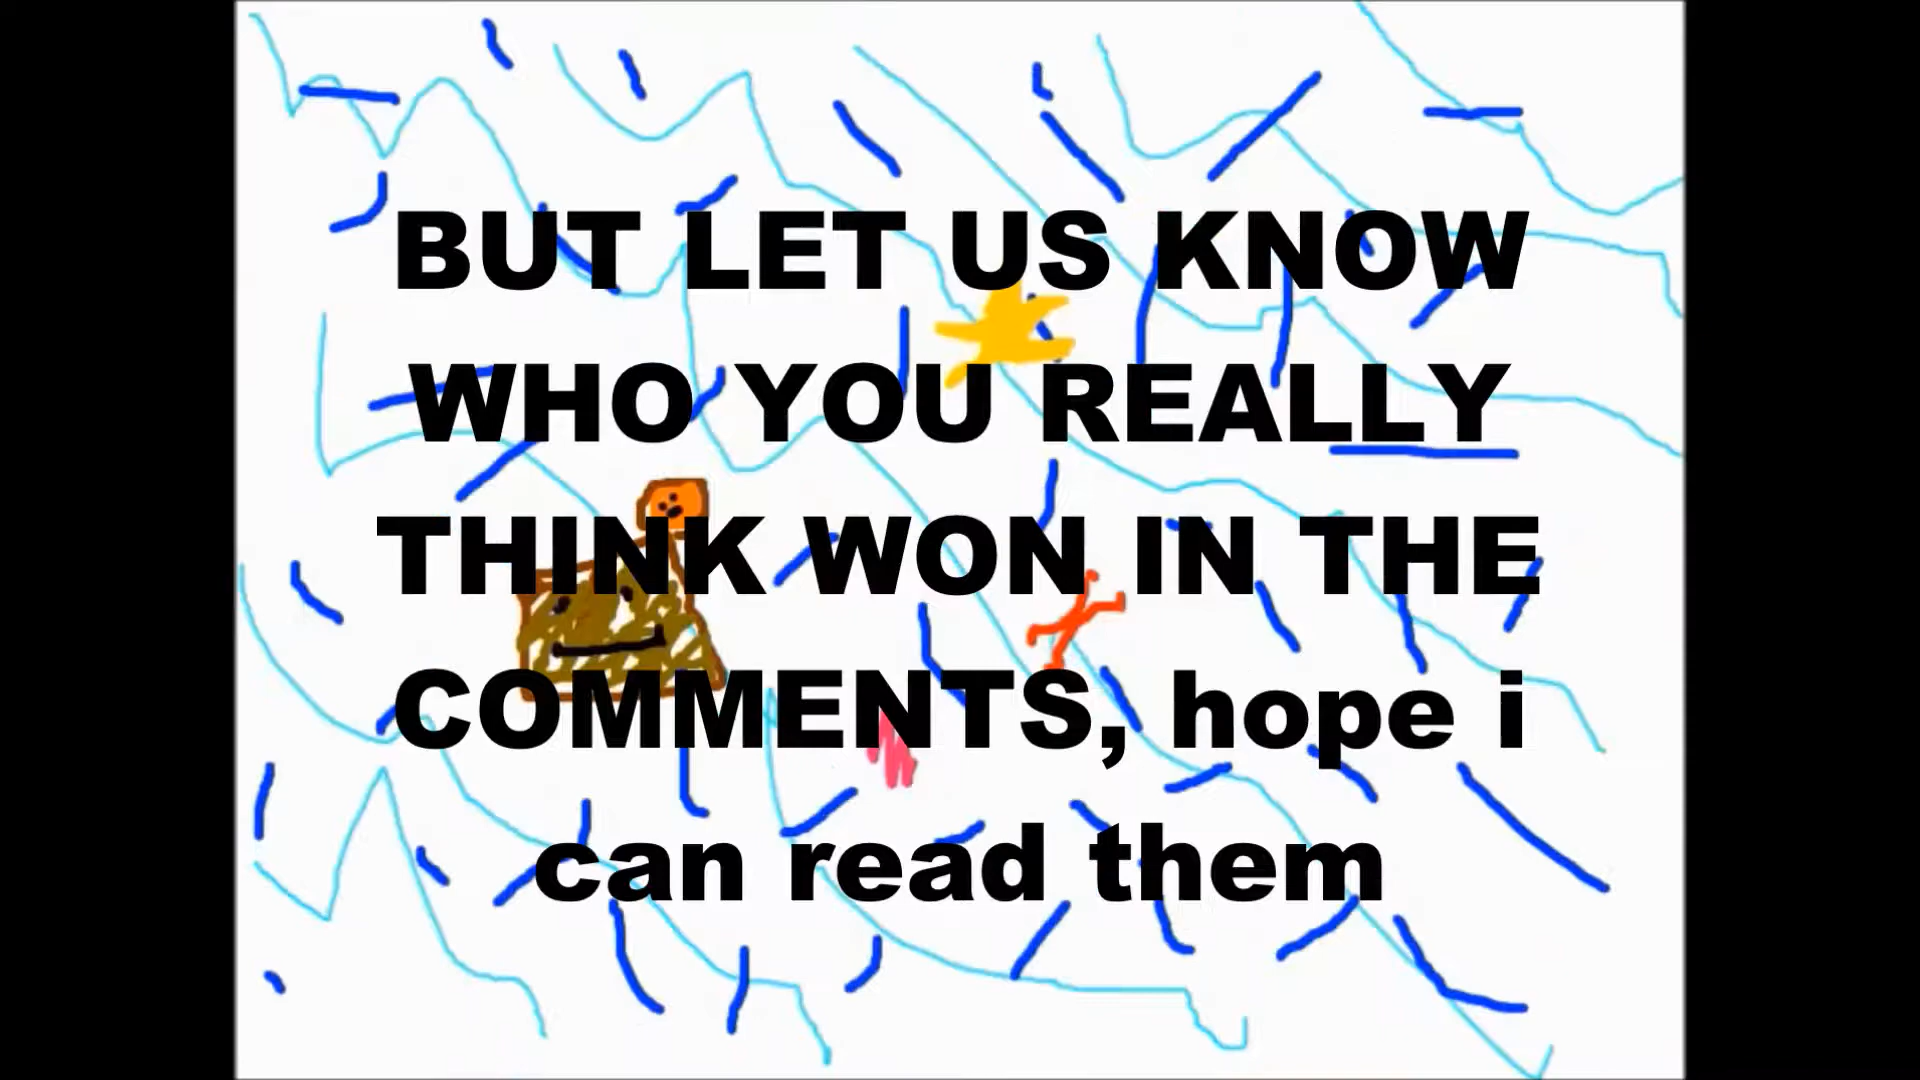 BUT LET US KNOW
WHO YOU REALLY
THINK WON IN THE
COMMENTS, hope i
can read them